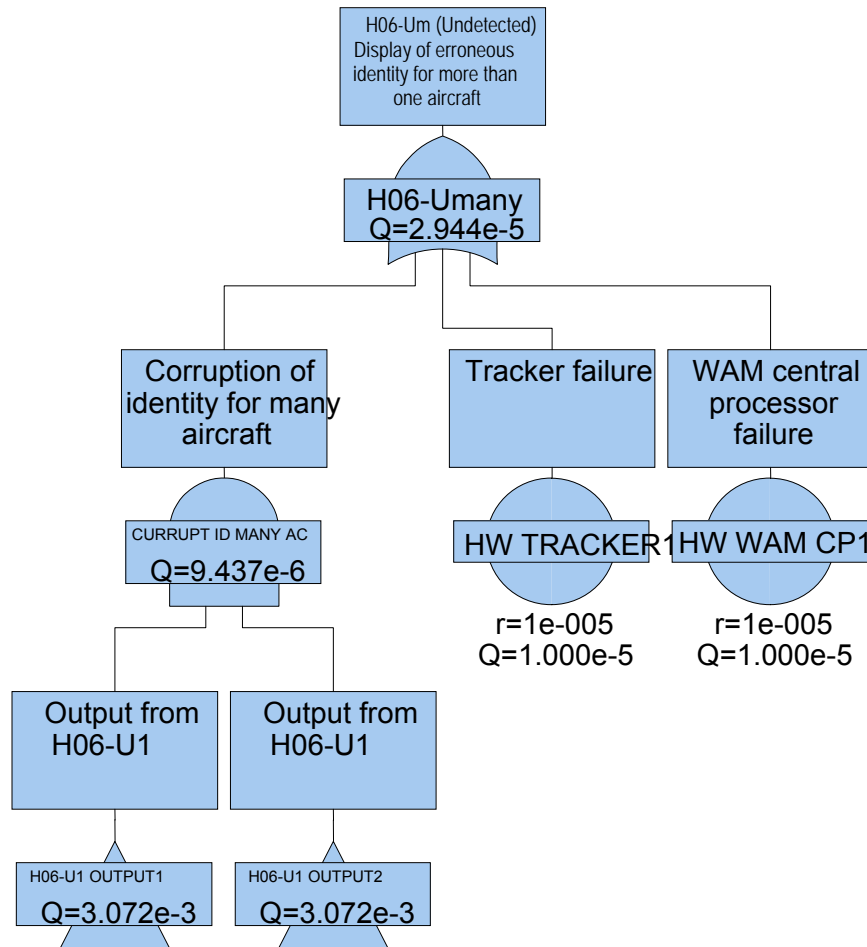 H06-Um (Undetected)
Display of erroneous
identity for more than
one aircraft
H06-Umany
Q=2.944e-5
Corruption of
identity for many
aircraft
Tracker failure
WAM central
processor
failure
CURRUPT ID MANY AC
Q=9.437e-6
HW TRACKER1
HW WAM CP1
r=1e-005
Q=1.000e-5
r=1e-005
Q=1.000e-5
Output from
H06-U1
Output from
H06-U1
H06-U1 OUTPUT1
Q=3.072e-3
H06-U1 OUTPUT2
Q=3.072e-3